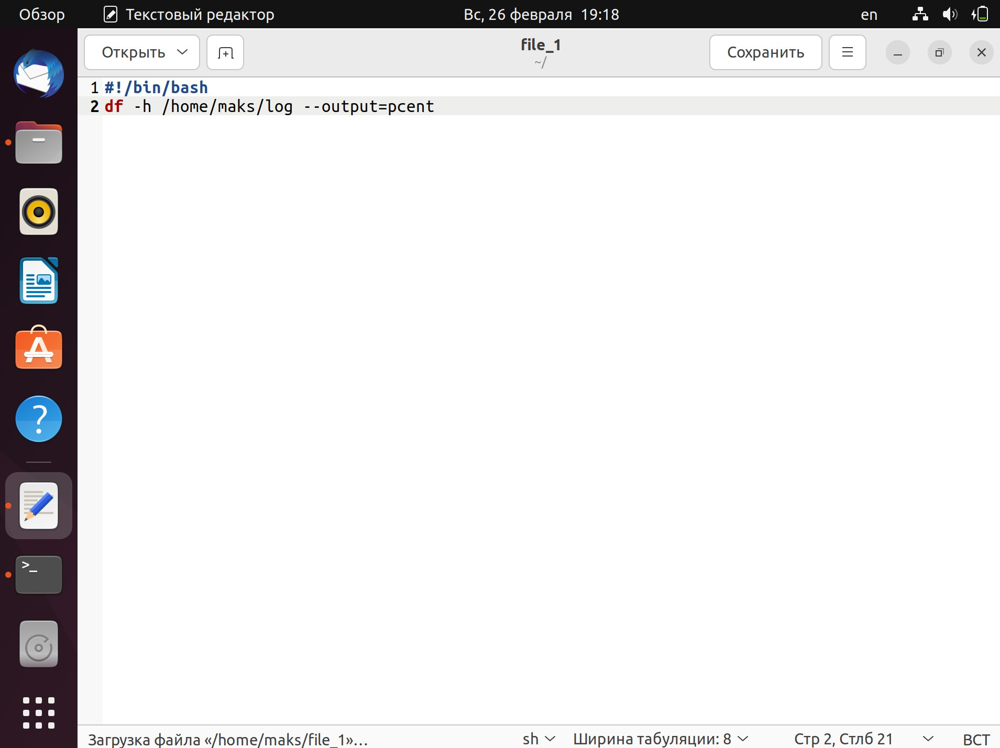 Обзор
Текстовый редактор
Вс, 26 февраля 19:18
en
Открыть
file_1
~/
Сохранить
1 #!/bin/bash
2 df -h /home/maks/log --output=pcent
Загрузка файла «/home/maks/file_1»…
sh
Ширина табуляции: 8
Стр 2, Стлб 21
ВСТ